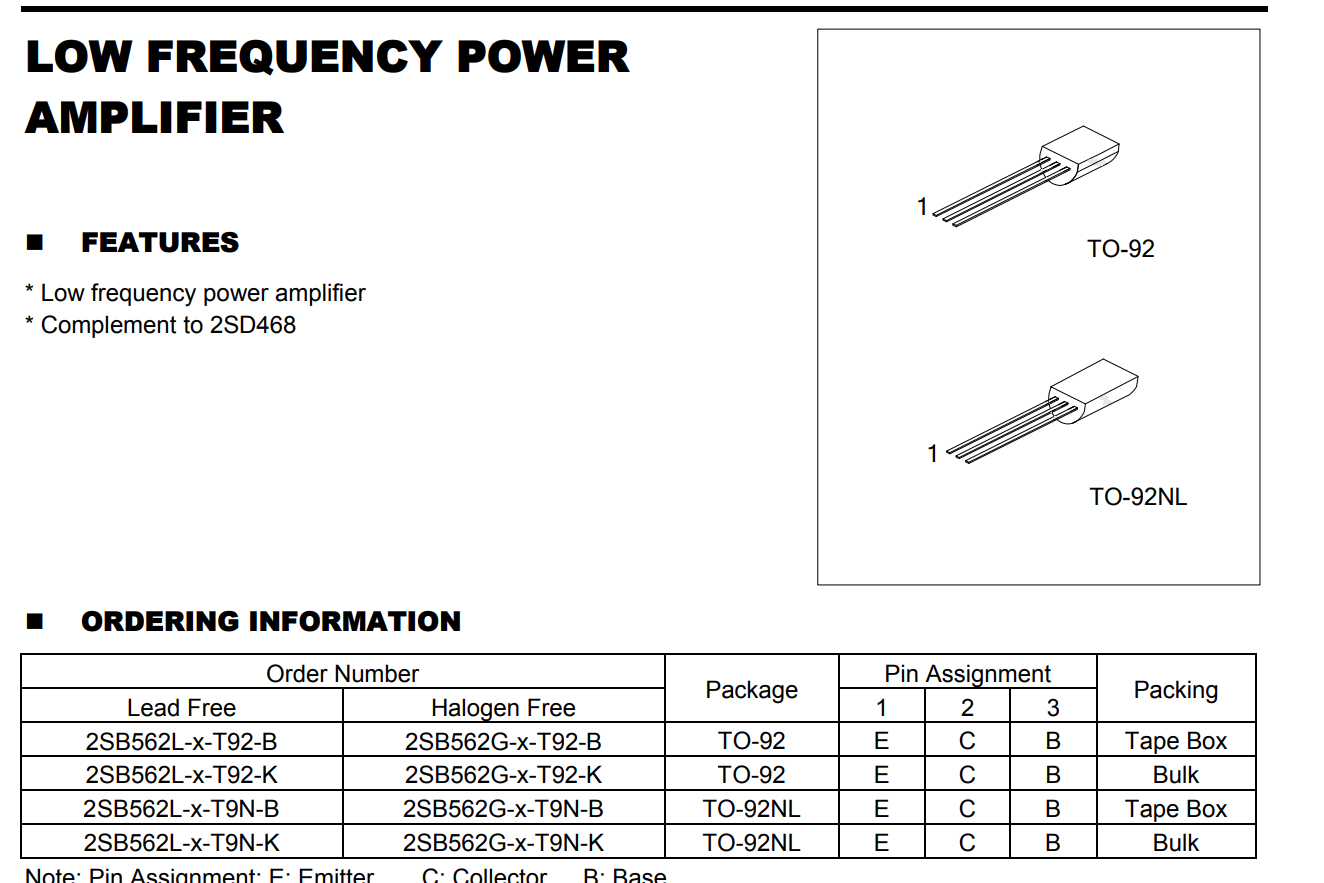 LOW FREQUENCY POWER
AMPLIFIER
■ FEATURES
* Low frequency power amplifier
* Complement to 2SD468
1
TO-92
1
TO-92NL
■ ORDERING INFORMATION
Order Number Package Pin Assignment Packing
Lead Free Halogen Free 1 2 3
2SB562L-x-T92-B 2SB562G-x-T92-B TO-92 E C B Tape Box
2SB562L-x-T92-K 2SB562G-x-T92-K TO-92 E C B Bulk
2SB562L-x-T9N-B 2SB562G-x-T9N-B TO-92NL E C B Tape Box
2SB562L-x-T9N-K 2SB562G-x-T9N-K TO-92NL E C B Bulk
Note: Pin Assignment: E: Emitter C: Collector B: Base